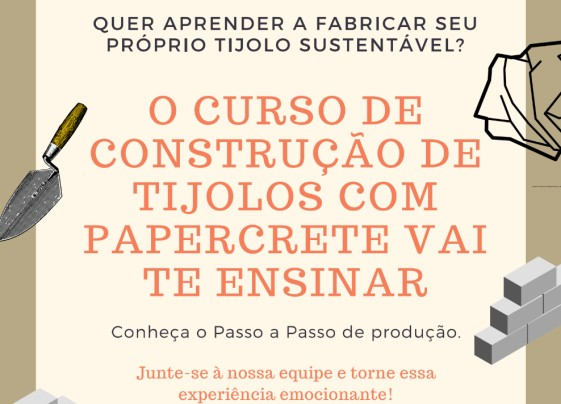 QUER APRENDER A FABRICAR SEU
PRÓPRIO TIJOLO SUSTENTÁVEL?
O CURSO DE
CONSTRUÇÃO DE
TIJOLOS COM
PAPERCRETE VAI
TE ENSINAR
Conheça o Passo a Passo de produção.
Junte-se à nossa equipe e torne essa
experiência emocionante!